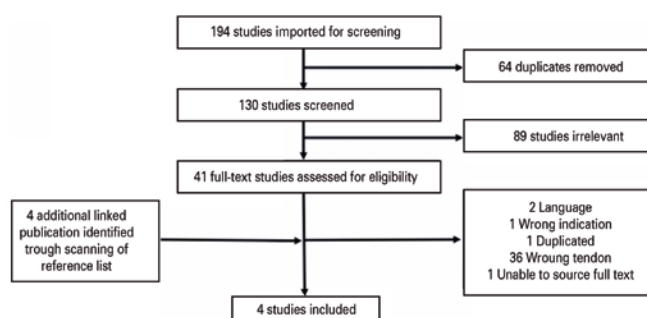 194 studies imported for screening
64 duplicates removed
130 studies screened
89 studies irrelevant
41 full-text studies assessed for eligibility
4 additional linked
publication identified
trough scanning of
reference list
2 Language
1 Wrong indication
1 Duplicated
36 Wroung tendon
1 Unable to source full text
4 studies included